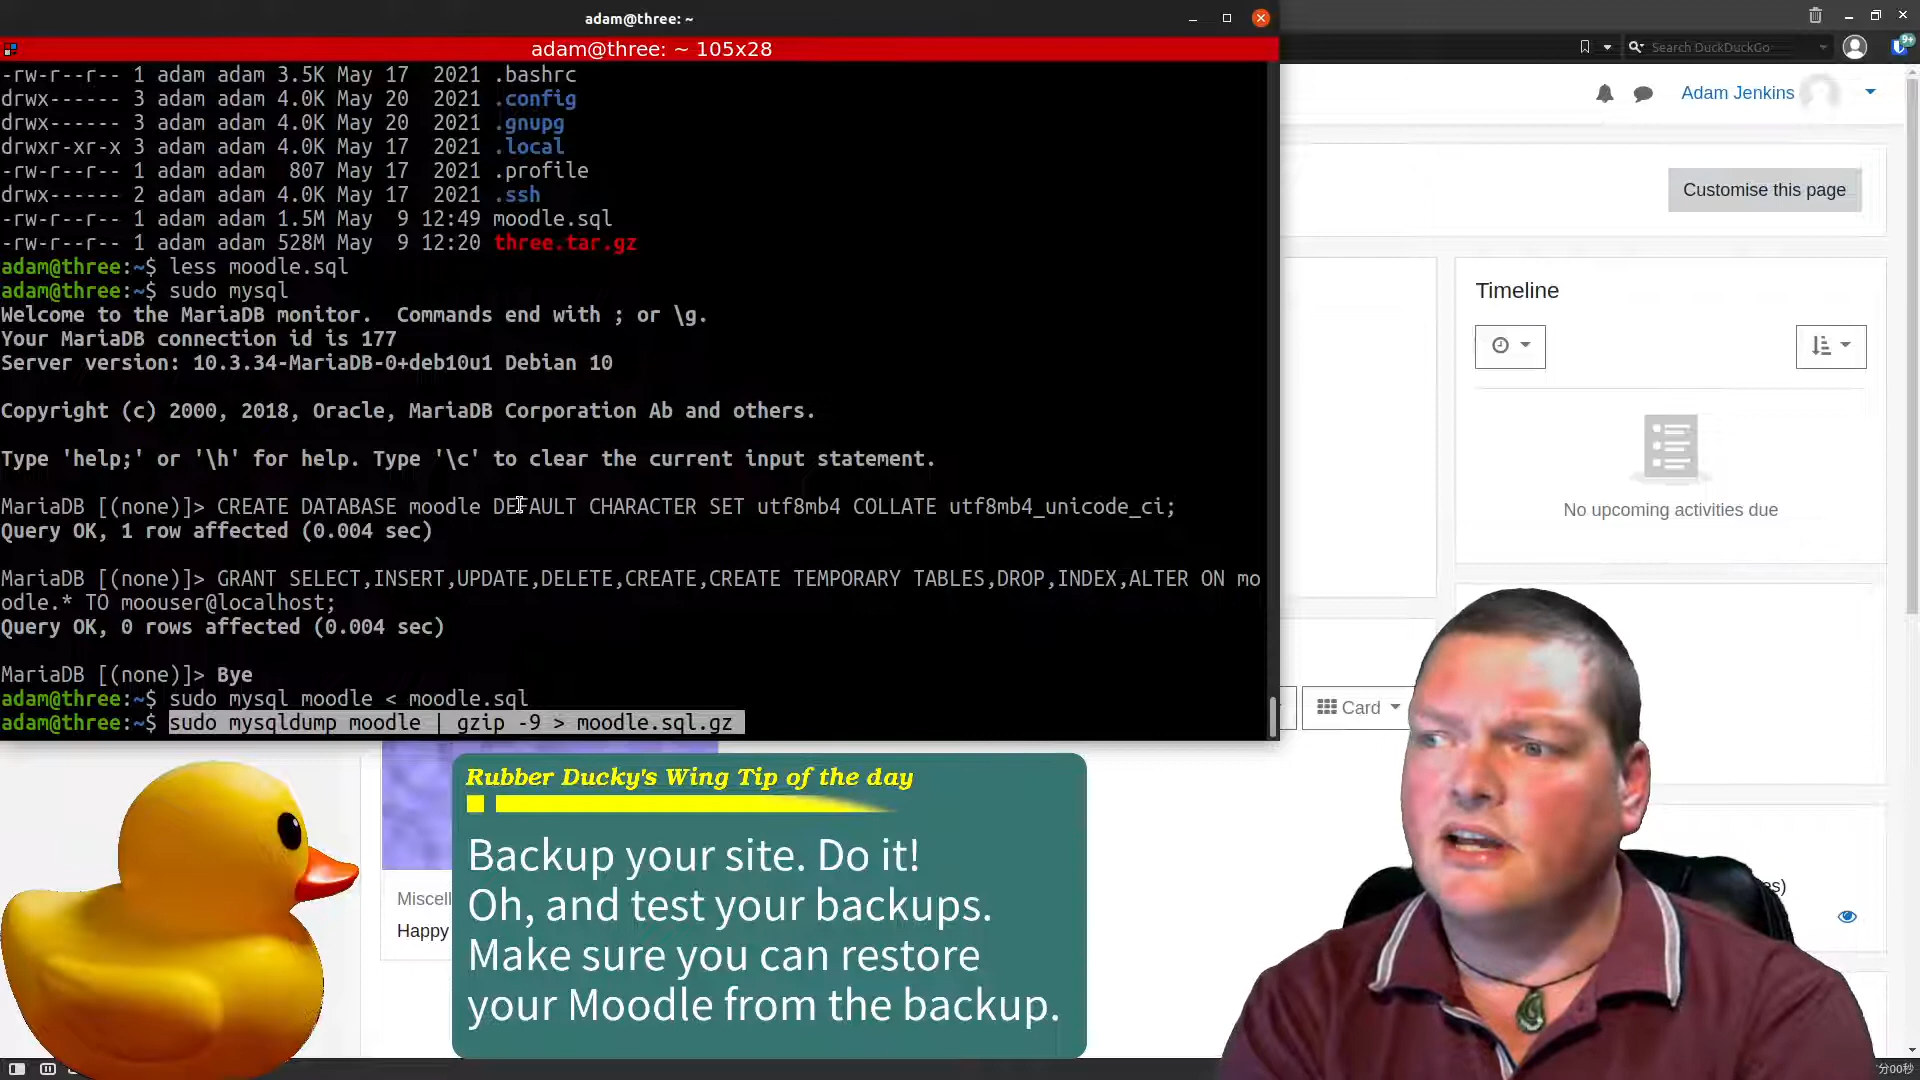 adam@three: ~
adam@three: ~ 105x28
-rw-r--r-- 1 adam adam 3.5K May 17  2021 .bashrc
drwx------ 3 adam adam 4.0K May 20  2021 .config
drwx------ 3 adam adam 4.0K May 20  2021 .gnupg
drwxr-xr-x 3 adam adam 4.0K May 17  2021 .local
-rw-r--r-- 1 adam adam  807 May 17  2021 .profile
drwx------ 2 adam adam 4.0K May 17  2021 .ssh
-rw-r--r-- 1 adam adam 1.5M May  9 12:49 moodle.sql
-rw-r--r-- 1 adam adam 528M May  9 12:20 three.tar.gz
adam@three:~$ less moodle.sql
adam@three:~$ sudo mysql
Welcome to the MariaDB monitor.  Commands end with ; or \g.
Your MariaDB connection id is 177
Server version: 10.3.34-MariaDB-0+deb10u1 Debian 10
Copyright (c) 2000, 2018, Oracle, MariaDB Corporation Ab and others.
Type 'help;' or '\h' for help. Type '\c' to clear the current input statement.
MariaDB [(none)]> CREATE DATABASE moodle DEFAULT CHARACTER SET utf8mb4 COLLATE utf8mb4_unicode_ci;
Query OK, 1 row affected (0.004 sec)
MariaDB [(none)]> GRANT SELECT,INSERT,UPDATE,DELETE,CREATE,CREATE TEMPORARY TABLES,DROP,INDEX,ALTER ON mo
odle.* TO moouser@localhost;
Query OK, 0 rows affected (0.004 sec)
MariaDB [(none)]> Bye
adam@three:~$ sudo mysql moodle < moodle.sql
adam@three:~$ sudo mysqldump moodle | gzip -9 > moodle.sql.gz
Search DuckDuckGo
9+
Adam Jenkins
Customise this page
Timeline
No upcoming activities due
Card
es)
Miscell
Happy
Rubber Ducky's Wing Tip of the day
Backup your site. Do it!
Oh, and test your backups.
Make sure you can restore
your Moodle from the backup.
分00秒